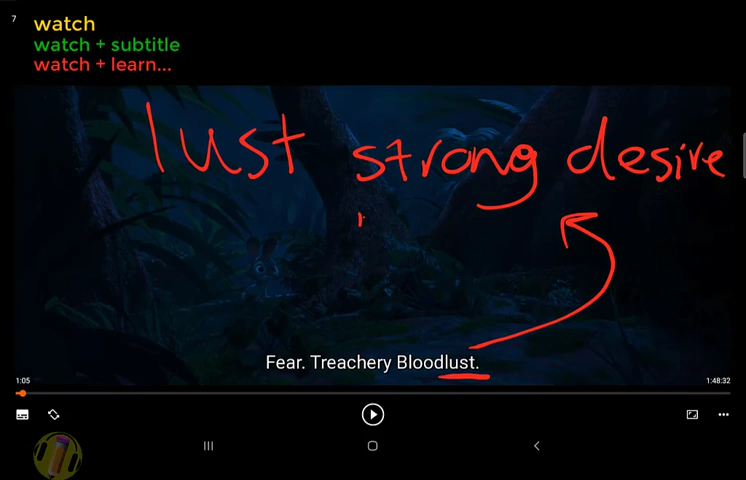 7
watch
watch + subtitle
watch + learn...
lust strong desire
Fear. Treachery Bloodlust.
1:05
1:48:32